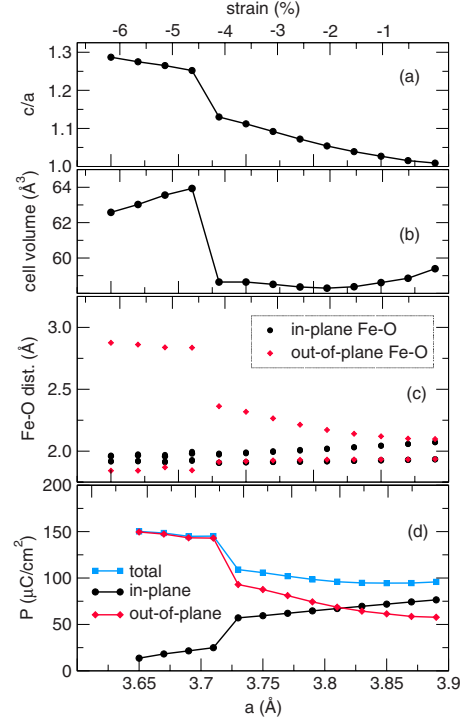 strain (%)
-6 -5 -4 -3 -2 -1
1.3
1.2
1.1
1.0
c/a
(a)
64
62
60
cell volume (Å³)
(b)
3.0
2.5
2.0
Fe-O dist. (Å)
in-plane Fe-O
out-of-plane Fe-O
(c)
200
150
100
50
0
P (μC/cm²)
(d)
total
in-plane
out-of-plane
3.65 3.7 3.75 3.8 3.85 3.9
a (Å)